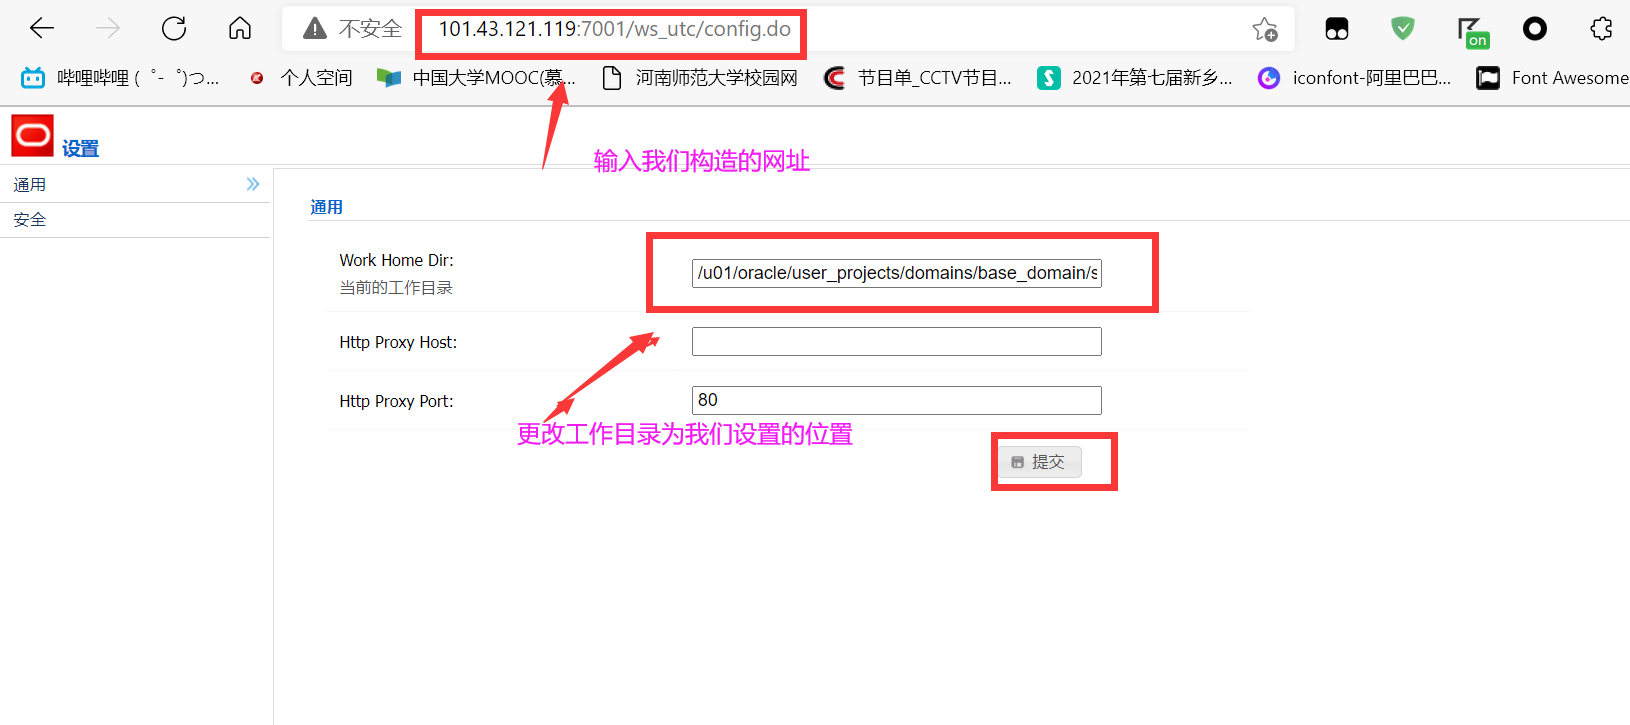 不安全 101.43.121.119:7001/ws_utc/config.do
on
哔哩哔哩 ( ゜- ゜)つ... 个人空间 中国大学MOOC(慕... 河南师范大学校园网 节目单_CCTV节目... 2021年第七届新乡... iconfont-阿里巴巴... Font Awesome
设置
输入我们构造的网址
通用
安全
通用
Work Home Dir:
当前的工作目录
/u01/oracle/user_projects/domains/base_domain/s
Http Proxy Host:
Http Proxy Port:
80
更改工作目录为我们设置的位置
提交